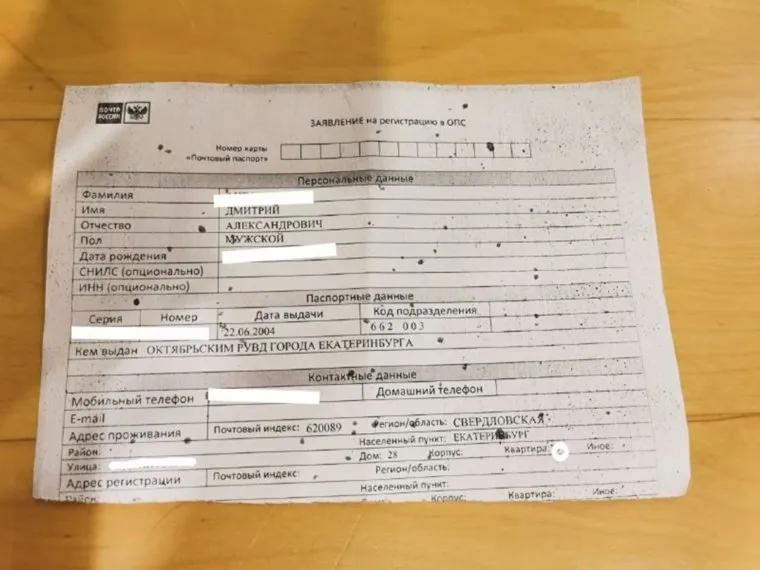 ПОЧТА
РОССИИ
ЗАЯВЛЕНИЕ на регистрацию в ОПС
Номер карты
«Почтовый паспорт»
Персональные данные
Фамилия
Имя ДМИТРИЙ
Отчество АЛЕКСАНДРОВИЧ
Пол МУЖСКОЙ
Дата рождения
СНИЛС (опционально)
ИНН (опционально)
Паспортные данные
Серия Номер Дата выдачи Код подразделения
22.06.2004 662 003
Кем выдан ОКТЯБРЬСКИМ РУВД ГОРОДА ЕКАТЕРИНБУРГА
Контактные данные
Мобильный телефон Домашний телефон
E-mail
Адрес проживания Почтовый индекс: 620089 Регион/область: СВЕРДЛОВСКАЯ
Район: Населенный пункт: ЕКАТЕРИНБУРГ
Улица: Дом: 28 Корпус: Квартира: Иное:
Адрес регистрации Почтовый индекс: Регион/область:
Район: Населенный пункт:
Корпус: Квартира: Иное: